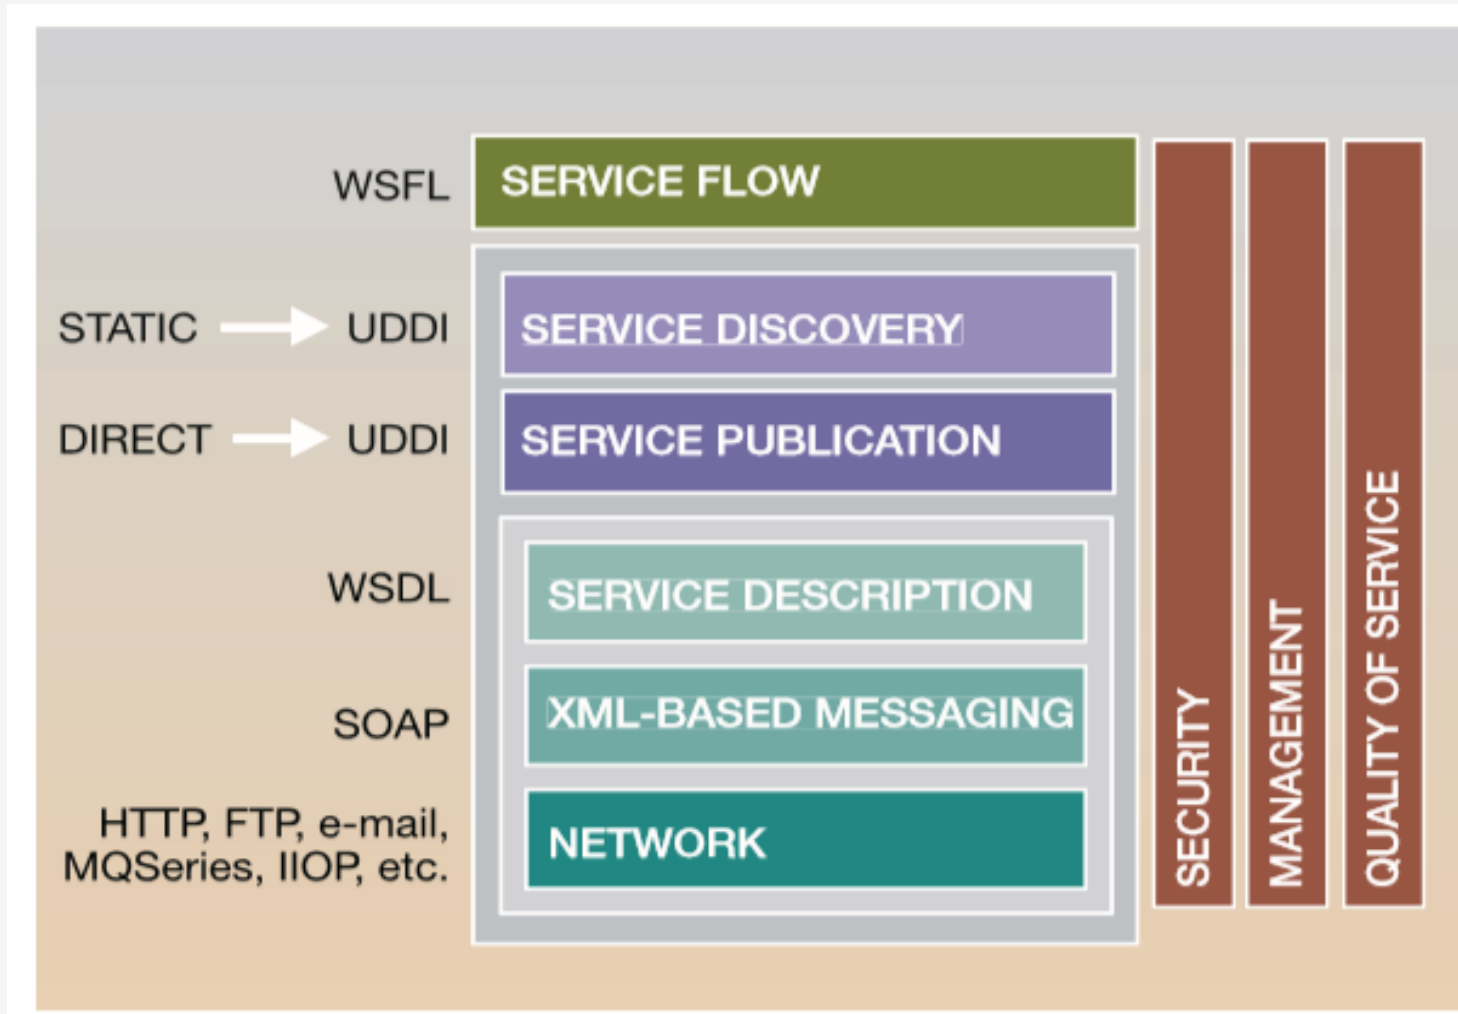 WSFL
SERVICE FLOW
STATIC
UDDI
SERVICE DISCOVERY
DIRECT
UDDI
SERVICE PUBLICATION
WSDL
SERVICE DESCRIPTION
SOAP
XML-BASED MESSAGING
HTTP, FTP, e-mail,
MQSeries, IIOP, etc.
NETWORK
SECURITY
MANAGEMENT
QUALITY OF SERVICE